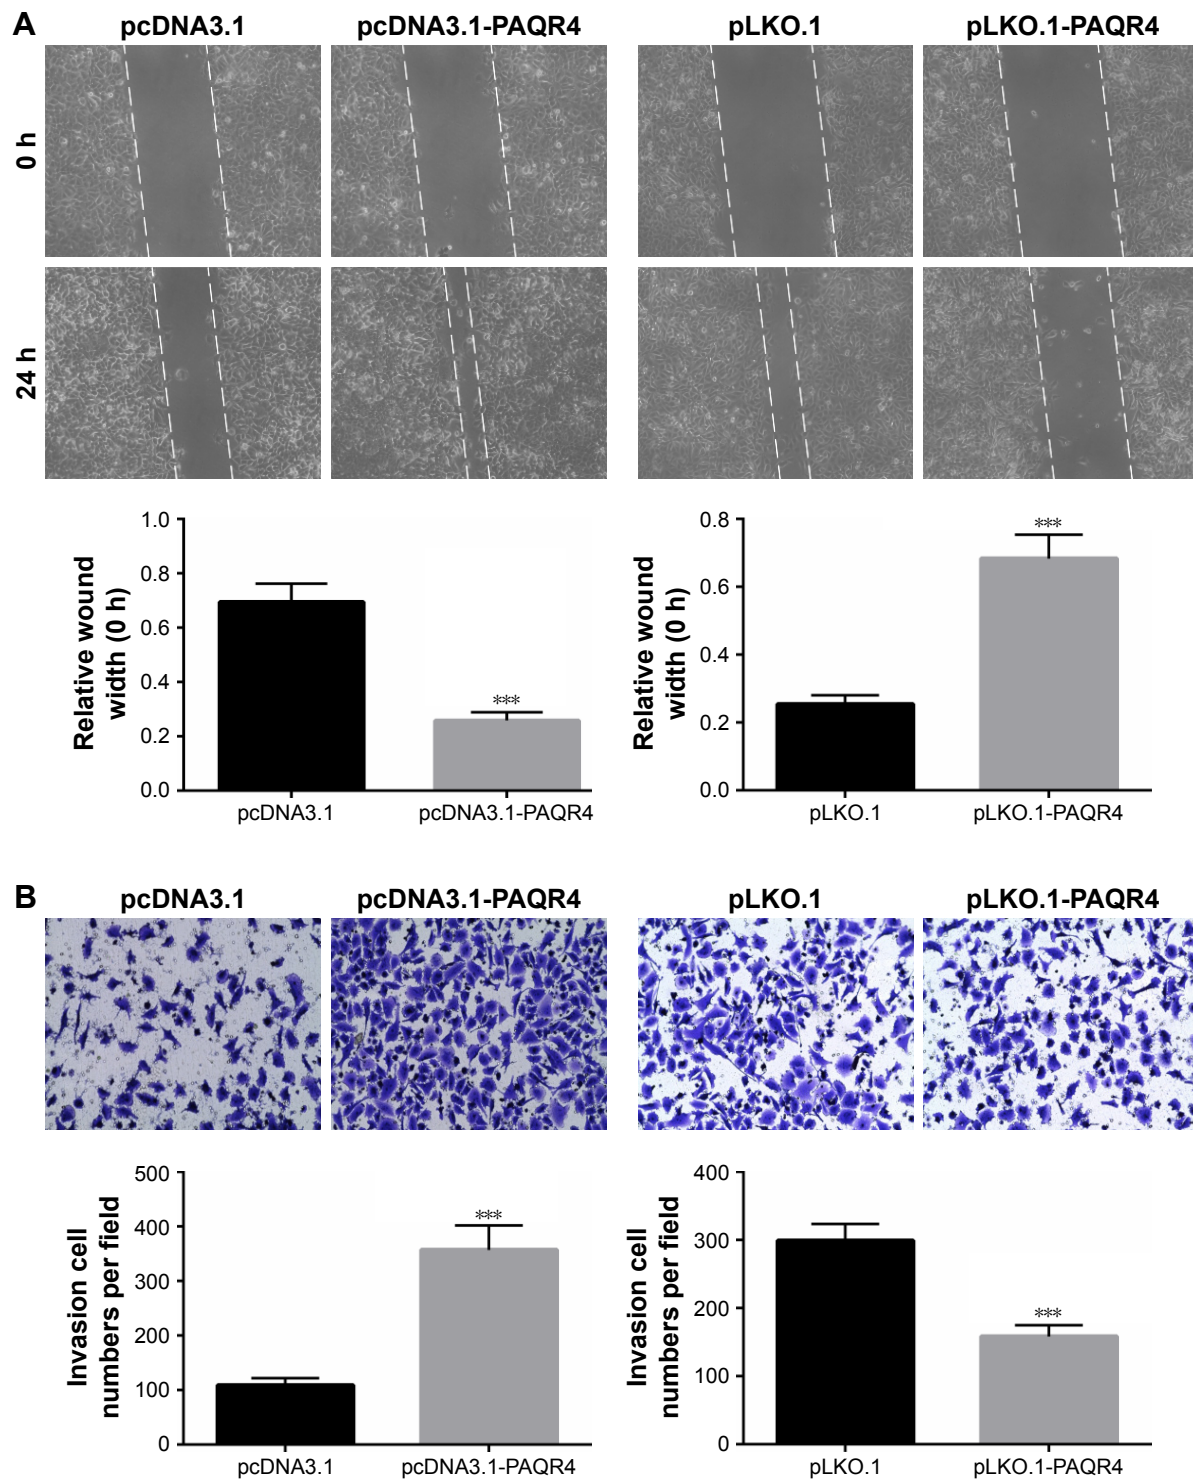 A
pcDNA3.1 pcDNA3.1-PAQR4 pLKO.1 pLKO.1-PAQR4
0 h
24 h
Relative wound
width (0 h)
1.0
0.8
0.6
0.4
0.2
0.0
***
pcDNA3.1 pcDNA3.1-PAQR4
Relative wound
width (0 h)
0.8
0.6
0.4
0.2
0.0
***
pLKO.1 pLKO.1-PAQR4
B
pcDNA3.1 pcDNA3.1-PAQR4 pLKO.1 pLKO.1-PAQR4
Invasion cell
numbers per field
500
400
300
200
100
0
***
pcDNA3.1 pcDNA3.1-PAQR4
Invasion cell
numbers per field
400
300
200
100
0
***
pLKO.1 pLKO.1-PAQR4